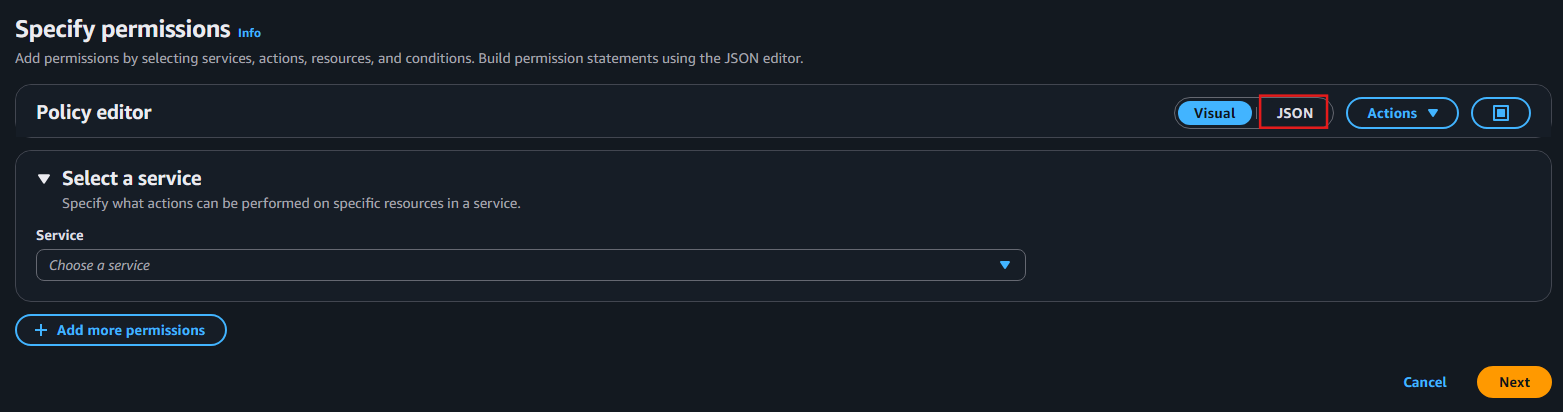 Specify permissions Info
Add permissions by selecting services, actions, resources, and conditions. Build permission statements using the JSON editor.
Policy editor
Visual
JSON
Actions
Select a service
Specify what actions can be performed on specific resources in a service.
Service
Choose a service
Add more permissions
Cancel
Next